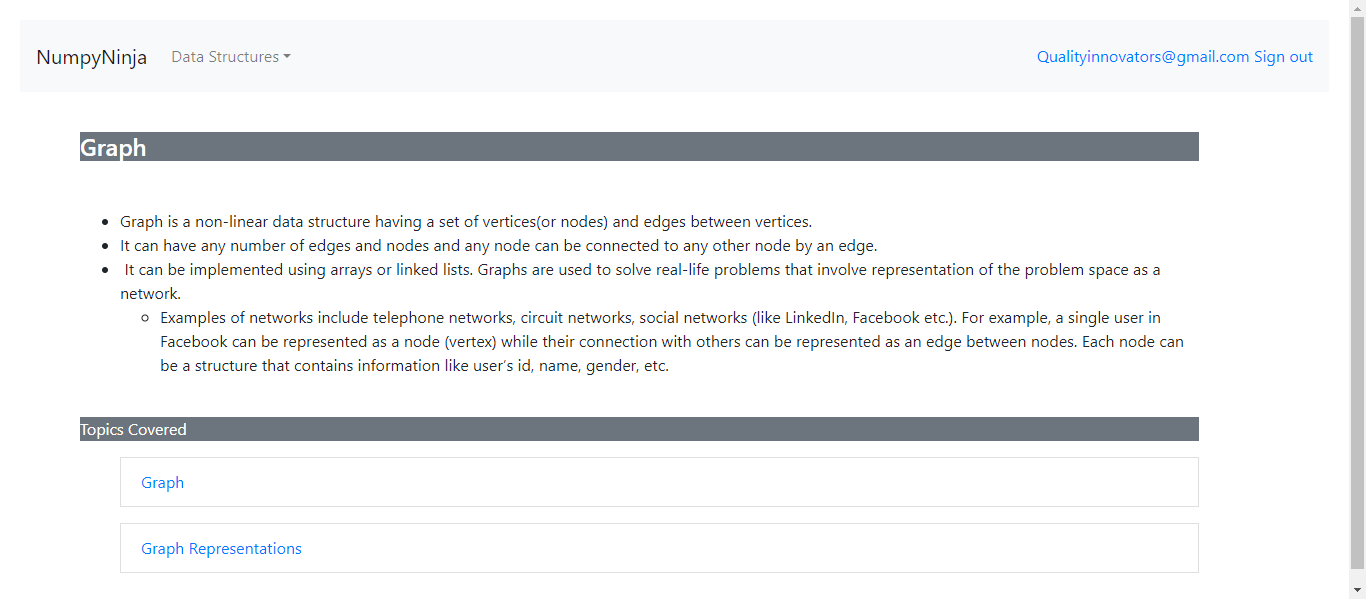 NumpyNinja Data Structures Qualityinnovators@gmail.com Sign out
Graph
Graph is a non-linear data structure having a set of vertices(or nodes) and edges between vertices.
It can have any number of edges and nodes and any node can be connected to any other node by an edge.
It can be implemented using arrays or linked lists. Graphs are used to solve real-life problems that involve representation of the problem space as a
network.
Examples of networks include telephone networks, circuit networks, social networks (like LinkedIn, Facebook etc.). For example, a single user in
Facebook can be represented as a node (vertex) while their connection with others can be represented as an edge between nodes. Each node can
be a structure that contains information like user’s id, name, gender, etc.
Topics Covered
Graph
Graph Representations